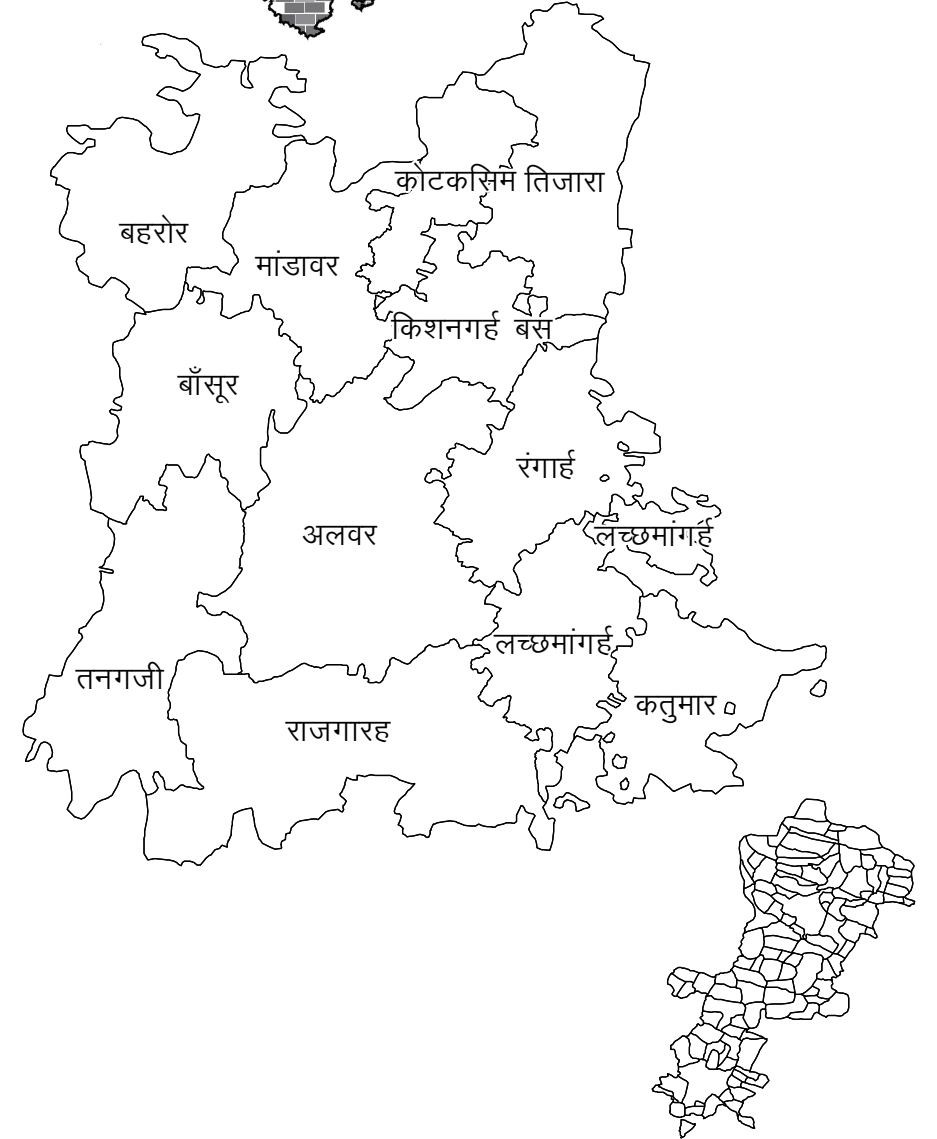 कोटकसिम तिजारा
बहरोर
मांडावर
किशनगर्ह बस
बाँसूर
रंगार्ह
अलवर
लच्छमांगर्ह
लच्छमांगर्ह
तनगजी
कतुमार
राजगारह